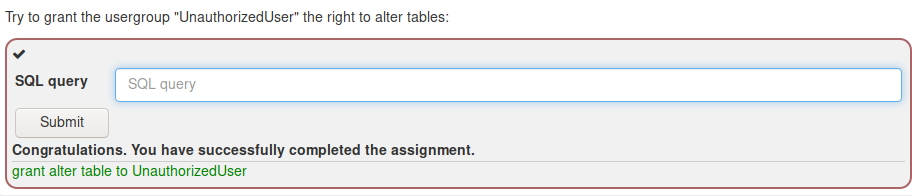 Try to grant the usergroup "UnauthorizedUser" the right to alter tables:
SQL query SQL query
Submit
Congratulations. You have successfully completed the assignment.
grant alter table to UnauthorizedUser